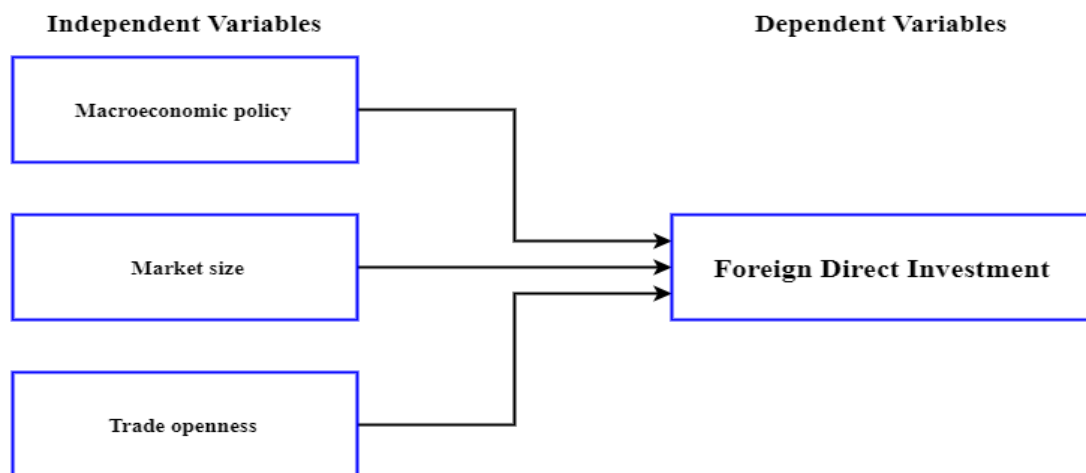 Independent Variables
Dependent Variables
Macroeconomic policy
Market size
Foreign Direct Investment
Trade openness